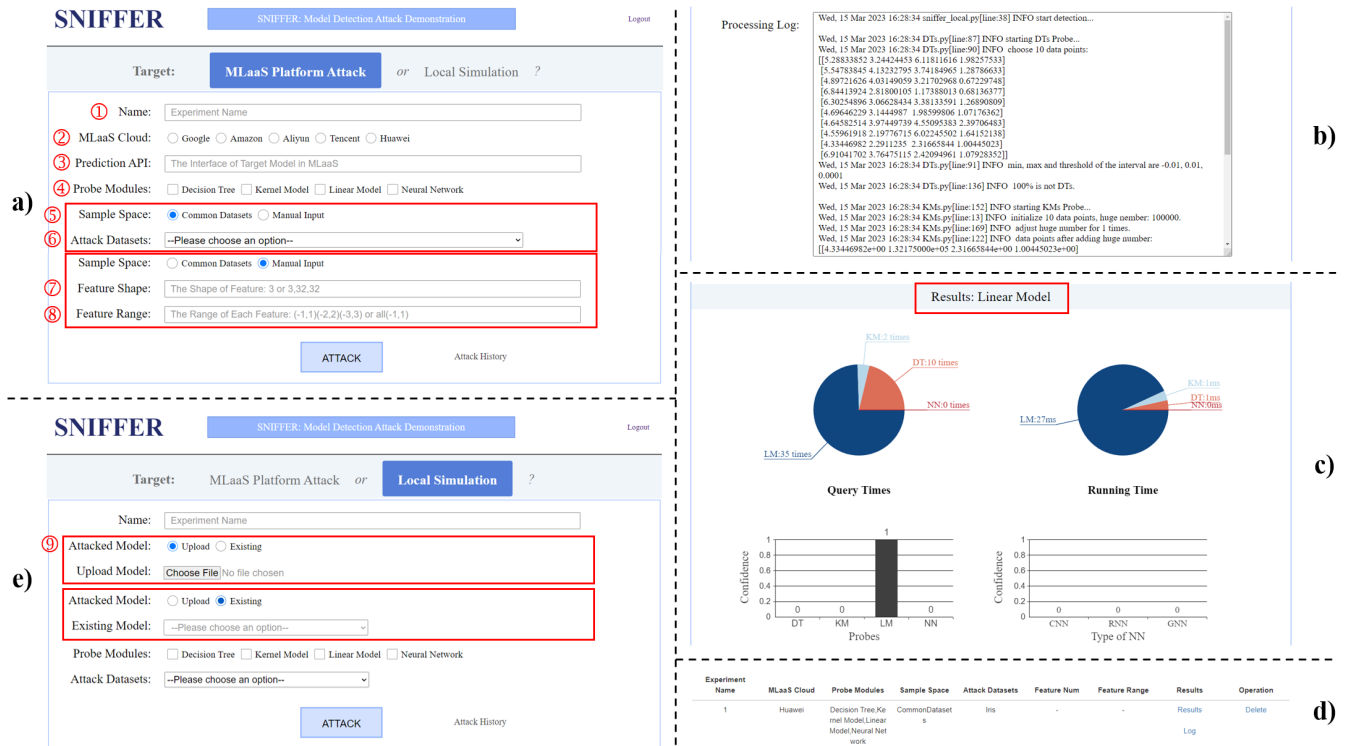 a)
SNIFFER
SNIFFER: Model Detection Attack Demonstration
Logout
Target: MLaaS Platform Attack or Local Simulation ?
① Name: Experiment Name
② MLaaS Cloud: Google Amazon Aliyun Tencent Huawei
③ Prediction API: The Interface of Target Model in MLaaS
④ Probe Modules: Decision Tree Kernel Model Linear Model Neural Network
⑤ Sample Space: Common Datasets Manual Input
⑥ Attack Datasets: --Please choose an option--
Sample Space: Common Datasets Manual Input
⑦ Feature Shape: The Shape of Feature: 3 or 3,32,32
⑧ Feature Range: The Range of Each Feature: (-1,1)(-2,2)(-3,3) or all(-1,1)
ATTACK Attack History
b)
Processing Log:
Wed, 15 Mar 2023 16:28:34 sniffer_local.py[line:38] INFO start detection...
Wed, 15 Mar 2023 16:28:34 DTs.py[line:87] INFO starting DTs Probe...
Wed, 15 Mar 2023 16:28:34 DTs.py[line:90] INFO choose 10 data points:
[[5.28833852 3.24424453 6.11811616 1.98257533]
[5.54783845 4.13232795 3.74184965 1.28786633]
[4.89721626 4.03149059 3.21702968 0.67229748]
[6.84413924 2.81800105 1.17388013 0.68136377]
[6.30254896 3.06628434 3.38133591 1.26890809]
[4.69646229 3.1444987 1.98599806 1.07176362]
[4.64582514 3.97449739 4.55095383 2.39706483]
[4.55961918 2.19776715 6.02245502 1.64152138]
[4.33446982 2.2911235 2.31665844 1.00445023]
[6.91041702 3.76475115 2.42094961 1.07928352]]
Wed, 15 Mar 2023 16:28:34 DTs.py[line:91] INFO min, max and threshold of the interval are -0.01, 0.01,
0.0001
Wed, 15 Mar 2023 16:28:34 DTs.py[line:136] INFO 100% is not DTs.
Wed, 15 Mar 2023 16:28:34 KMs.py[line:152] INFO starting KMs Probe...
Wed, 15 Mar 2023 16:28:34 KMs.py[line:13] INFO initialize 10 data points, huge nember: 100000.
Wed, 15 Mar 2023 16:28:34 KMs.py[line:169] INFO adjust huge number for 1 times.
Wed, 15 Mar 2023 16:28:34 KMs.py[line:122] INFO data points after adding huge number:
[[4.33446982e+00 1.32175000e+05 2.31665844e+00 1.00445023e+00]
c)
Results: Linear Model
KM:2 times
DT:10 times
NN:0 times
LM:35 times
Query Times
KM:1ms
DT:1ms
NN:0ms
LM:27ms
Running Time
Confidence
1
0.8
0.6
0.4
0.2
0
0 0 1 0
DT KM LM NN
Probes
Confidence
1
0.8
0.6
0.4
0.2
0
0 0 0
CNN RNN GNN
Type of NN
d)
Experiment
Name MLaaS Cloud Probe Modules Sample Space Attack Datasets Feature Num Feature Range Results Operation
1 Huawei Decision Tree,Ke CommonDataset Iris - - Results Delete
rnel Model,Linear s
Model,Neural Net Log
work
e)
SNIFFER
SNIFFER: Model Detection Attack Demonstration
Logout
Target: MLaaS Platform Attack or Local Simulation ?
Name: Experiment Name
⑨ Attacked Model: Upload Existing
Upload Model: Choose File No file chosen
Attacked Model: Upload Existing
Existing Model: --Please choose an option--
Probe Modules: Decision Tree Kernel Model Linear Model Neural Network
Attack Datasets: --Please choose an option--
ATTACK Attack History